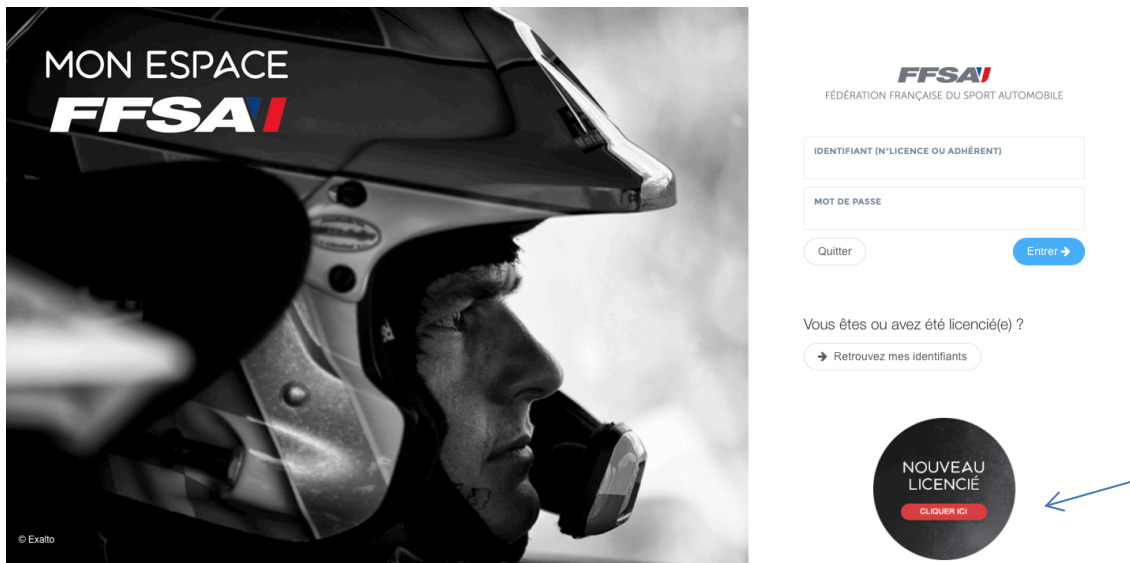 MON ESPACE
FFSA
© Exalto
FFSA
FÉDÉRATION FRANÇAISE DU SPORT AUTOMOBILE
IDENTIFIANT (N°LICENCE OU ADHÉRENT)
MOT DE PASSE
Quitter
Entrer →
Vous êtes ou avez été licencié(e) ?
→ Retrouvez mes identifiants
NOUVEAU
LICENCIÉ
CLIQUER ICI